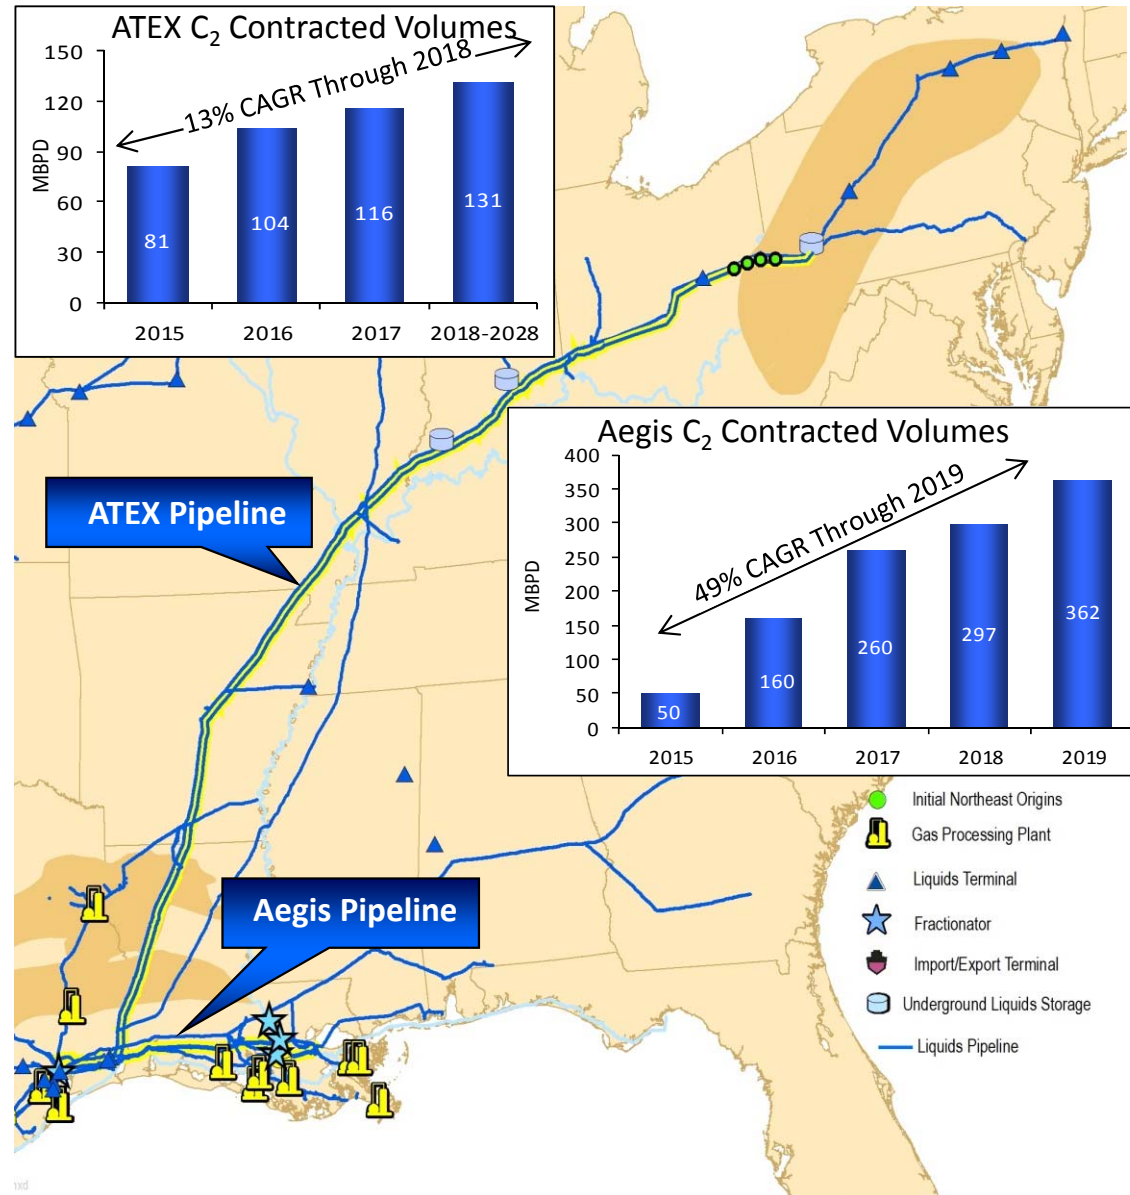 ATEX C₂ Contracted Volumes
13% CAGR Through 2018
MBPD
150
120
90
60
30
0
81
104
116
131
2015
2016
2017
2018-2028
Aegis C₂ Contracted Volumes
49% CAGR Through 2019
MBPD
400
350
300
250
200
150
100
50
0
50
160
260
297
362
2015
2016
2017
2018
2019
ATEX Pipeline
Aegis Pipeline
Initial Northeast Origins
Gas Processing Plant
Liquids Terminal
Fractionator
Import/Export Terminal
Underground Liquids Storage
Liquids Pipeline